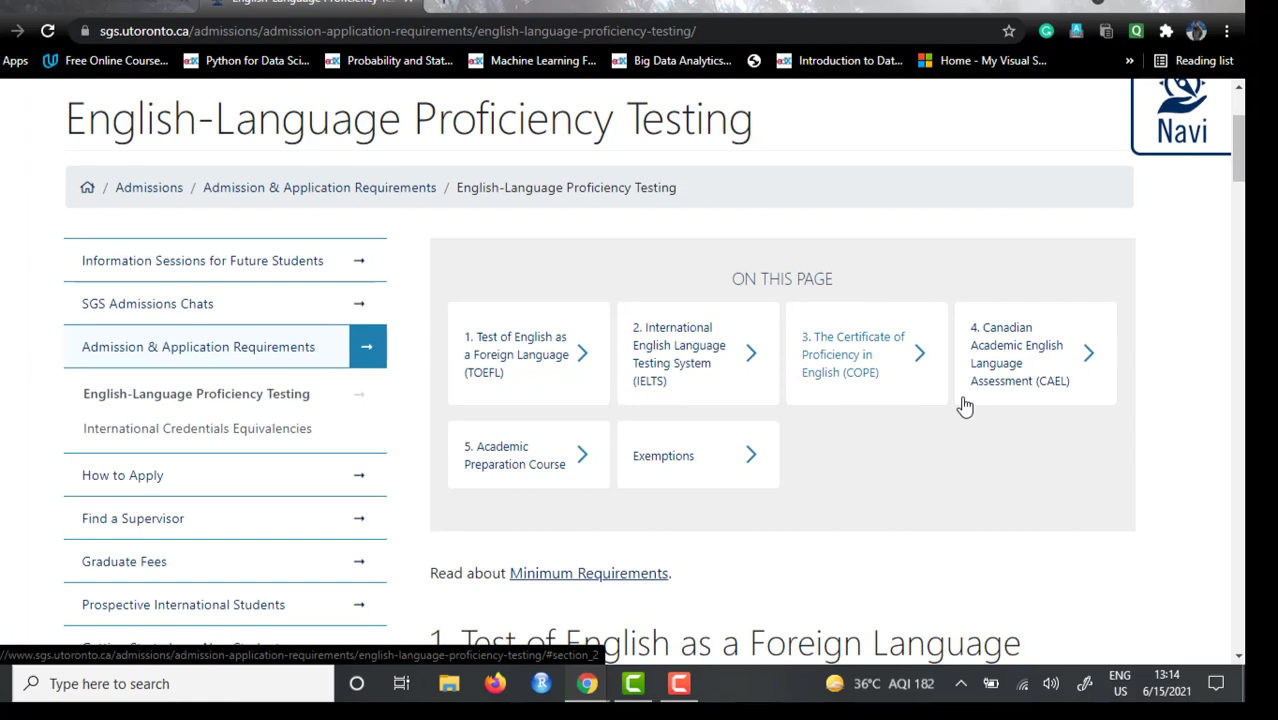 English-Language Proficiency Te...
sgs.utoronto.ca/admissions/admission-application-requirements/english-language-proficiency-testing/
Apps
Free Online Course...
Python for Data Sci...
Probability and Stat...
Machine Learning F...
Big Data Analytics...
Introduction to Dat...
Home - My Visual S...
»
Reading list
English-Language Proficiency Testing
Navi
/ Admissions / Admission & Application Requirements / English-Language Proficiency Testing
Information Sessions for Future Students
SGS Admissions Chats
Admission & Application Requirements
English-Language Proficiency Testing
International Credentials Equivalencies
How to Apply
Find a Supervisor
Graduate Fees
Prospective International Students
ON THIS PAGE
1. Test of English as
a Foreign Language
(TOEFL)
2. International
English Language
Testing System
(IELTS)
3. The Certificate of
Proficiency in
English (COPE)
4. Canadian
Academic English
Language
Assessment (CAEL)
5. Academic
Preparation Course
Exemptions
Read about Minimum Requirements.
1. Test of English as a Foreign Language
//www.sgs.utoronto.ca/admissions/admission-application-requirements/english-language-proficiency-testing/#section_2
Type here to search
36°C AQI 182
ENG
US
13:14
6/15/2021